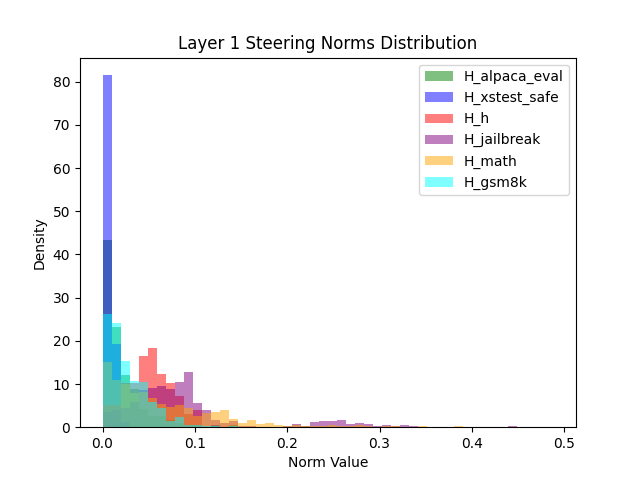 Layer 1 Steering Norms Distribution
H_alpaca_eval
H_xstest_safe
H_h
H_jailbreak
H_math
H_gsm8k
Density
80
70
60
50
40
30
20
10
0
0.0 0.1 0.2 0.3 0.4 0.5
Norm Value